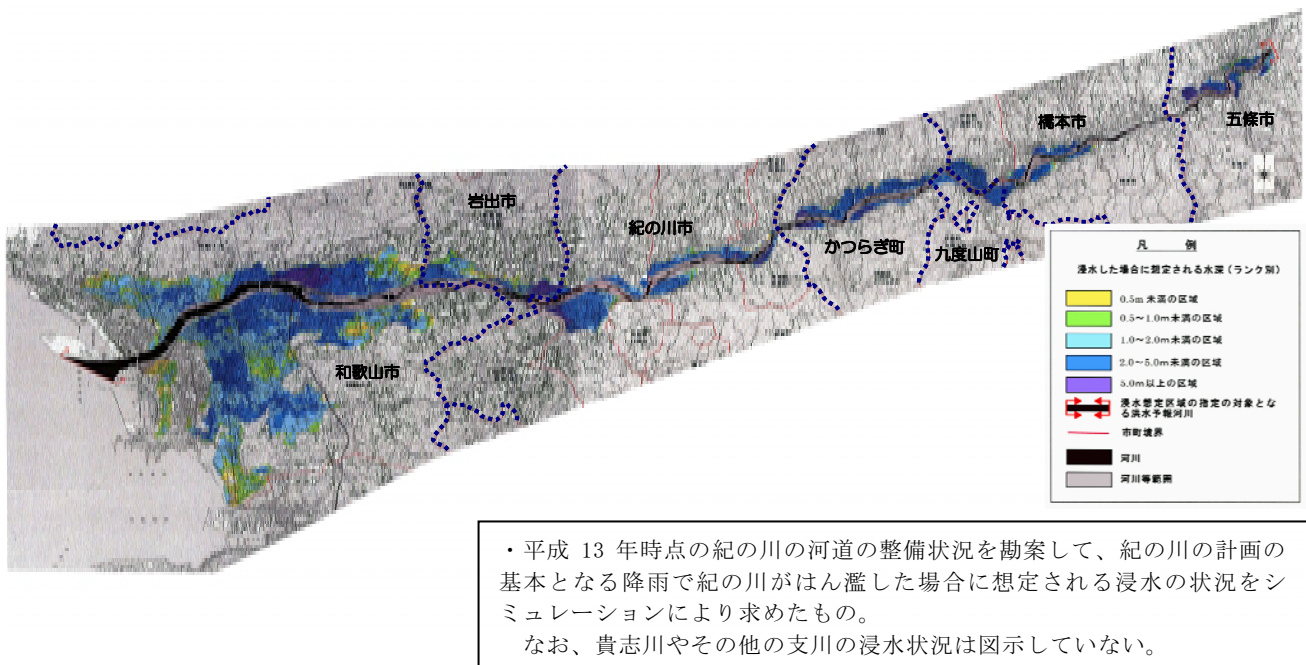 五條市
橋本市
岩出市
紀の川市
かつらぎ町
九度山町
和歌山市
凡 例
浸水した場合に想定される水深(ランク別)
0.5m 未満の区域
0.5～1.0m未満の区域
1.0～2.0m未満の区域
2.0～5.0m未満の区域
5.0m以上の区域
浸水想定区域の指定の対象とな
る洪水予報河川
市町境界
河川
河川等範囲
・平成 13 年時点の紀の川の河道の整備状況を勘案して、紀の川の計画の
基本となる降雨で紀の川がはん濫した場合に想定される浸水の状況をシ
ミュレーションにより求めたもの。
なお、貴志川やその他の支川の浸水状況は図示していない。